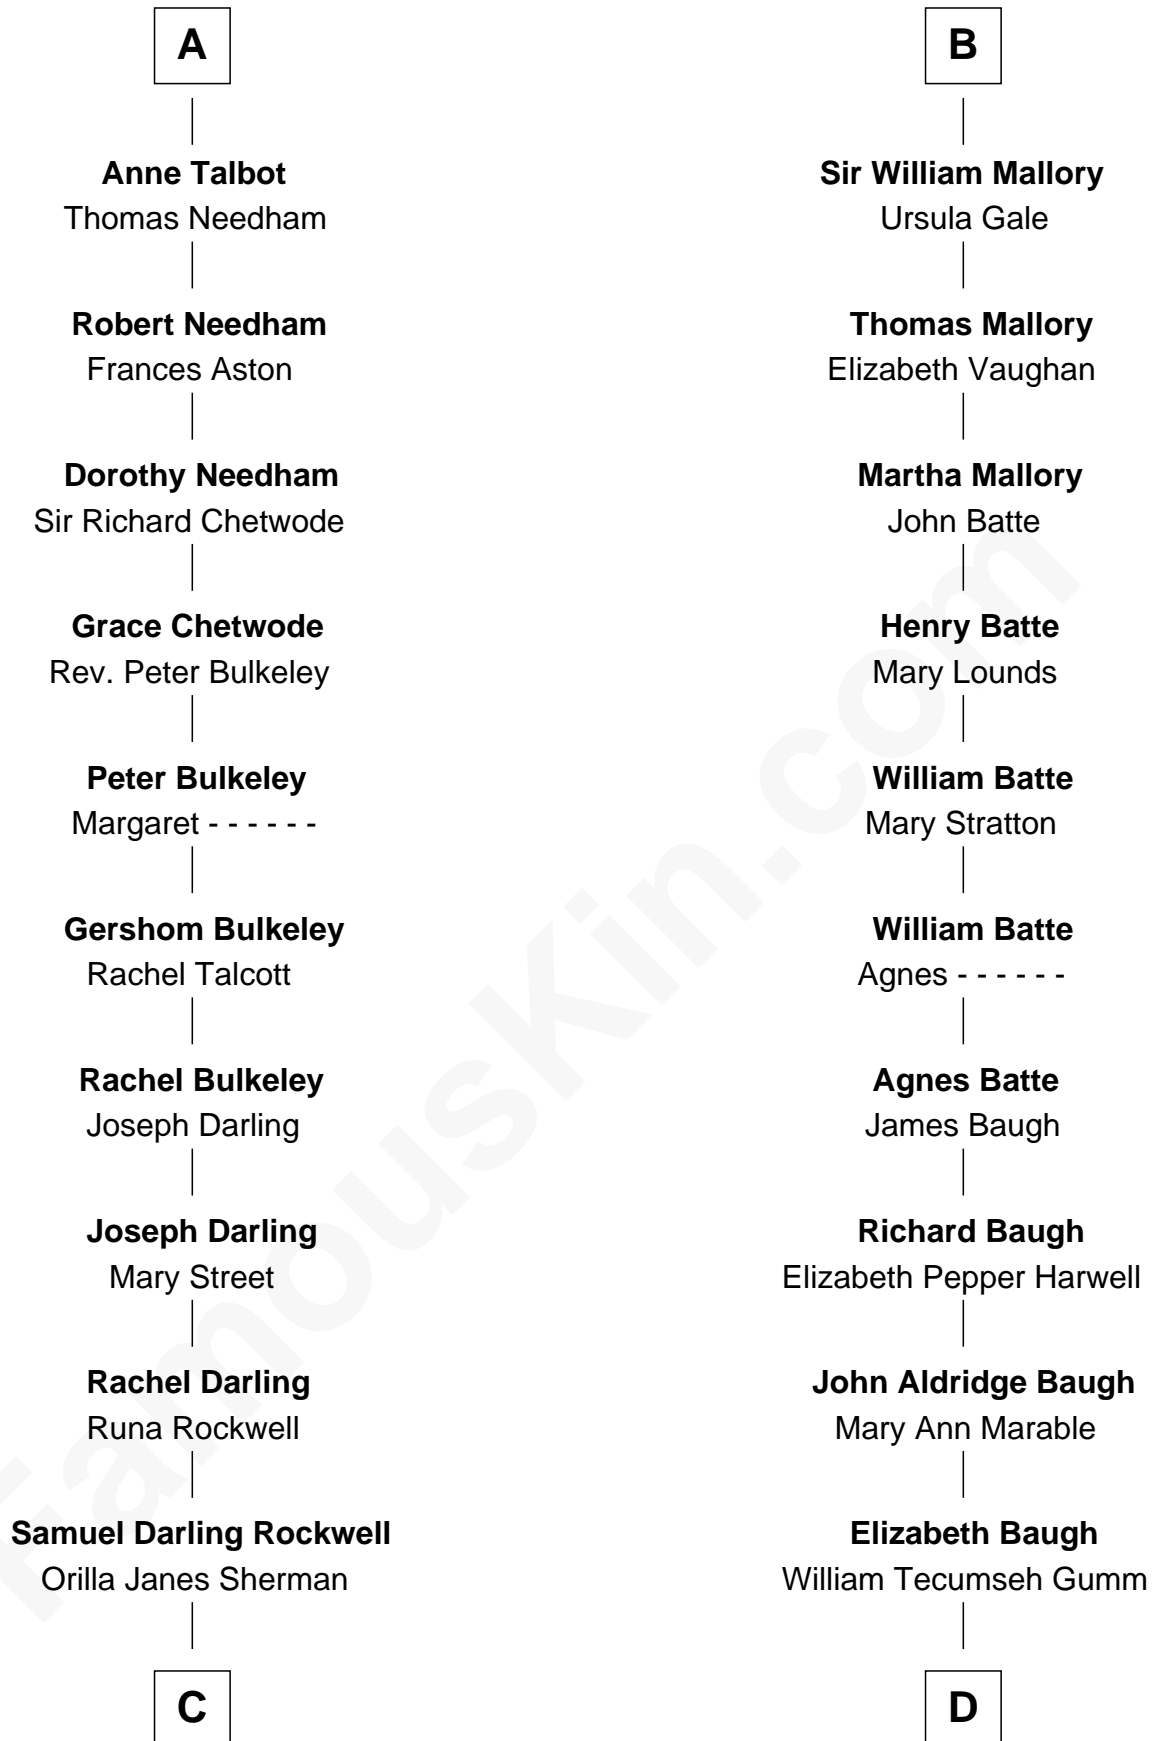 A
Anne Talbot
Thomas Needham
Robert Needham
Frances Aston
Dorothy Needham
Sir Richard Chetwode
Grace Chetwode
Rev. Peter Bulkeley
Peter Bulkeley
Margaret - - - - - -
Gershom Bulkeley
Rachel Talcott
Rachel Bulkeley
Joseph Darling
Joseph Darling
Mary Street
Rachel Darling
Runa Rockwell
Samuel Darling Rockwell
Orilla Janes Sherman
C
B
Sir William Mallory
Ursula Gale
Thomas Mallory
Elizabeth Vaughan
Martha Mallory
John Batte
Henry Batte
Mary Lounds
William Batte
Mary Stratton
William Batte
Agnes - - - - - -
Agnes Batte
James Baugh
Richard Baugh
Elizabeth Pepper Harwell
John Aldridge Baugh
Mary Ann Marable
Elizabeth Baugh
William Tecumseh Gumm
D
FamousKin.com